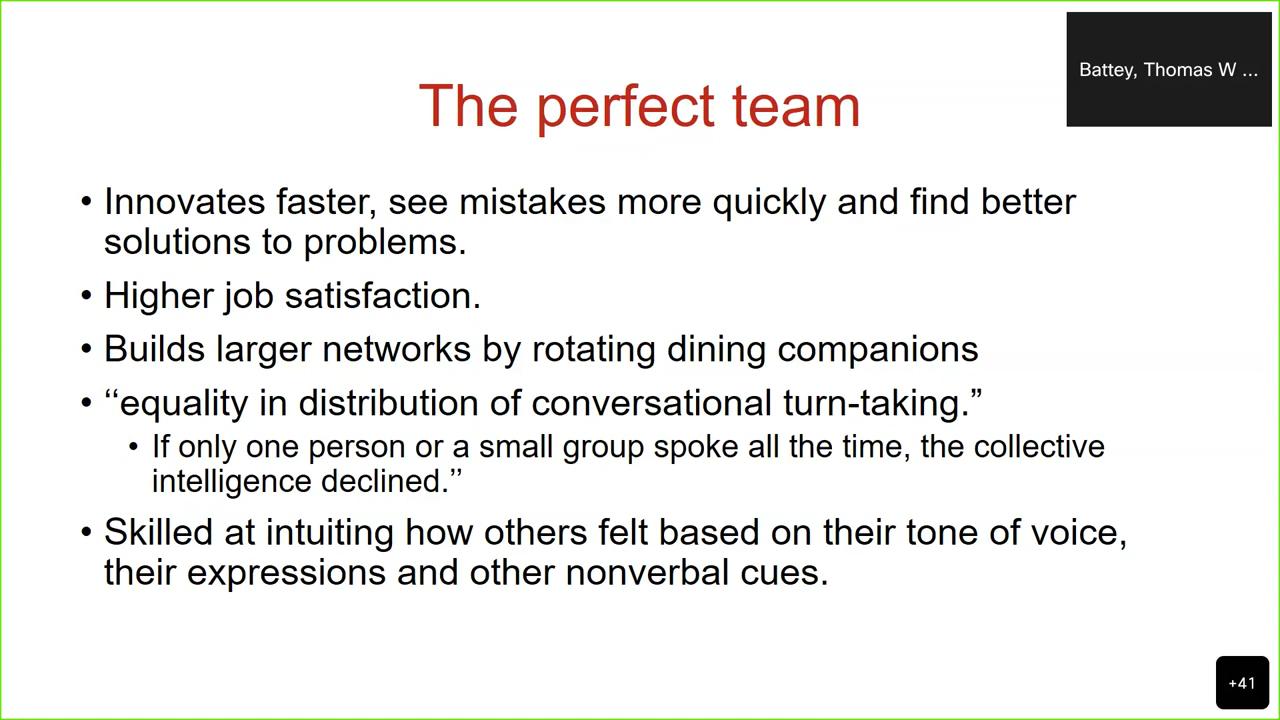 Battey, Thomas W ...
The perfect team
• Innovates faster, see mistakes more quickly and find better
solutions to problems.
• Higher job satisfaction.
• Builds larger networks by rotating dining companions
• ‘‘equality in distribution of conversational turn-taking.”
• If only one person or a small group spoke all the time, the collective
intelligence declined.’’
• Skilled at intuiting how others felt based on their tone of voice,
their expressions and other nonverbal cues.
+41